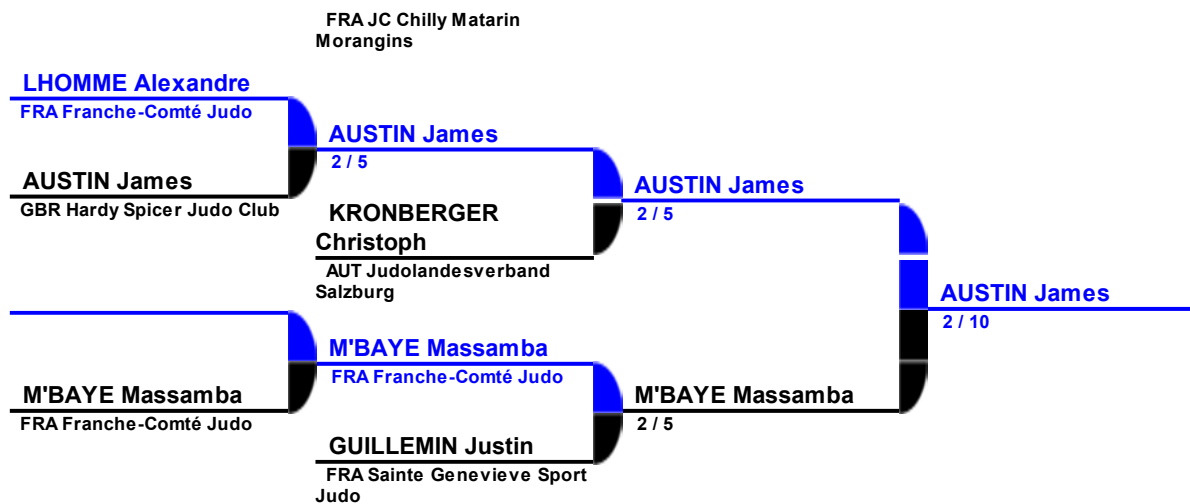 FRA JC Chilly Matarin
Morangins
LHOMME Alexandre
FRA Franche-Comté Judo
AUSTIN James
2 / 5
AUSTIN James
GBR Hardy Spicer Judo Club
AUSTIN James
2 / 5
KRONBERGER
Christoph
AUT Judolandesverband
Salzburg
AUSTIN James
2 / 10
M'BAYE Massamba
FRA Franche-Comté Judo
M'BAYE Massamba
FRA Franche-Comté Judo
M'BAYE Massamba
2 / 5
GUILLEMIN Justin
FRA Sainte Genevieve Sport
Judo